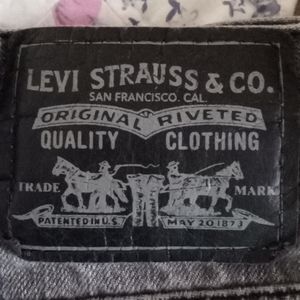 LEVI STRAUSS & CO.
SAN FRANCISCO. CAL.
ORIGINAL RIVETED
QUALITY CLOTHING
TRADE MARK
PATENTED IN U.S. MAY 20 1873